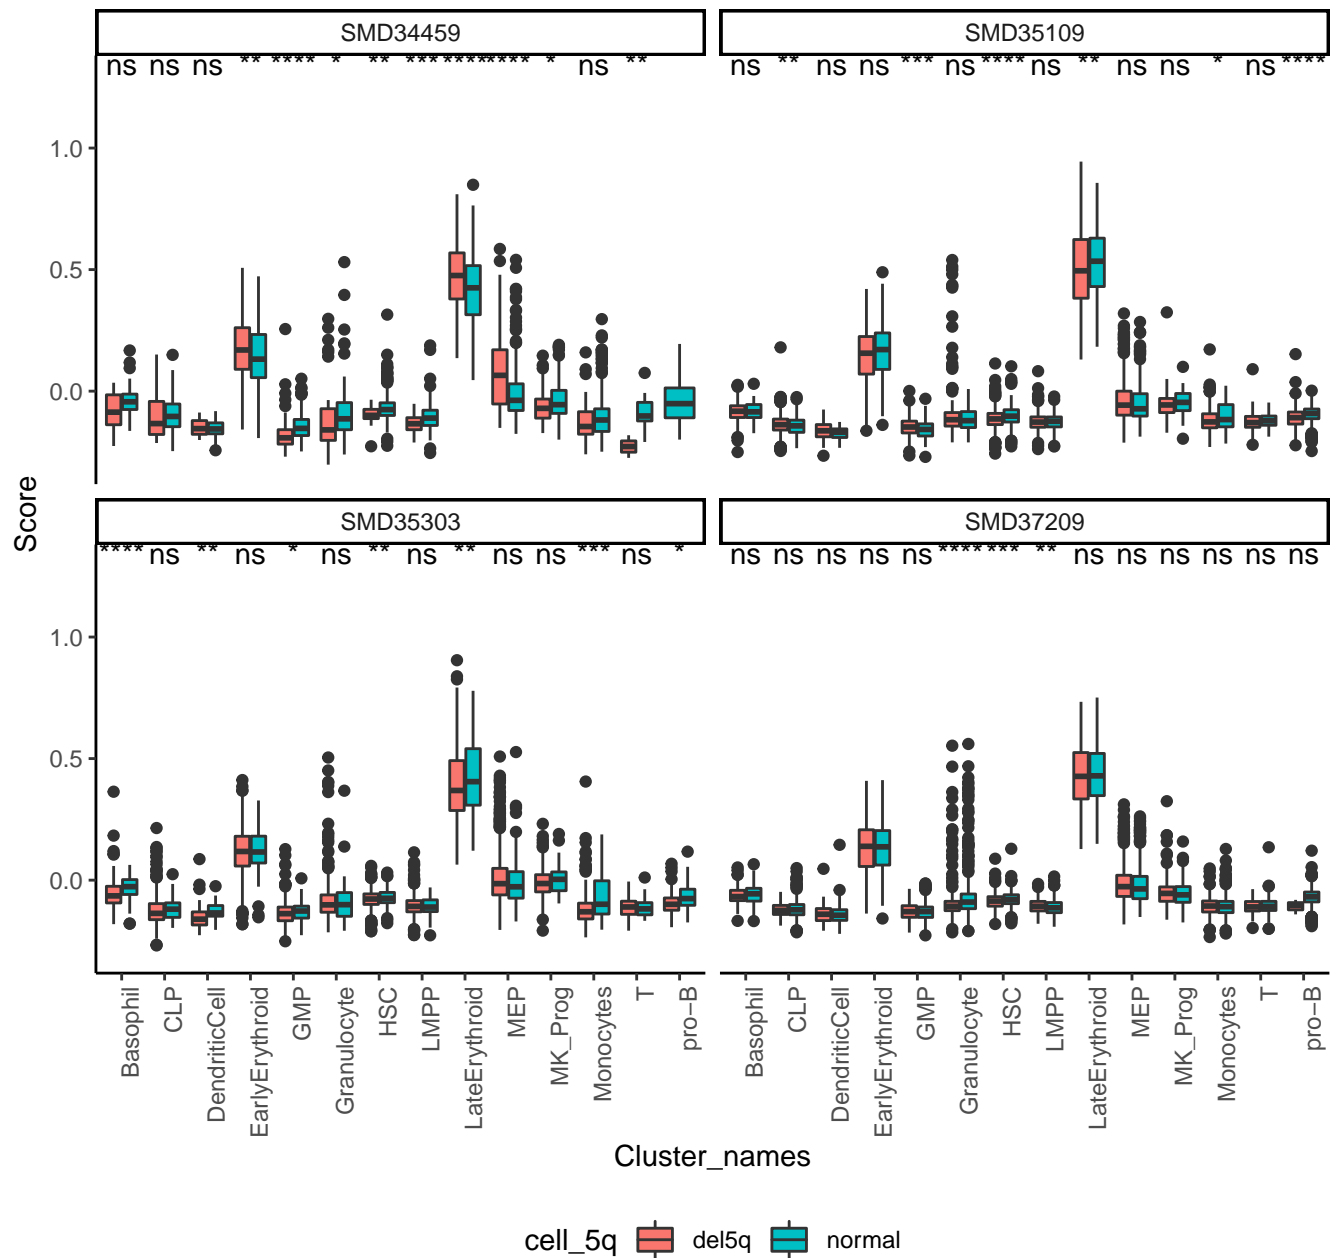 SMD34459
SMD35109
ns ns ns ** **** * ** *** **** **** * ns **
ns ** ns ns *** ns **** ns ** ns ns * ns ****
1.0
0.5
0.0
Score
SMD35303
SMD37209
**** ns ** ns * ns ** ns ** ns ns *** ns *
ns ns ns ns **** *** ** ns ns ns ns ns ns
1.0
0.5
0.0
Basophil
CLP
DendriticCell
EarlyErythroid
GMP
Granulocyte
HSC
LMPP
LateErythroid
MEP
MK_Prog
Monocytes
T
pro−B
Basophil
CLP
DendriticCell
EarlyErythroid
GMP
Granulocyte
HSC
LMPP
LateErythroid
MEP
MK_Prog
Monocytes
T
pro−B
Cluster_names
cell_5q del5q normal